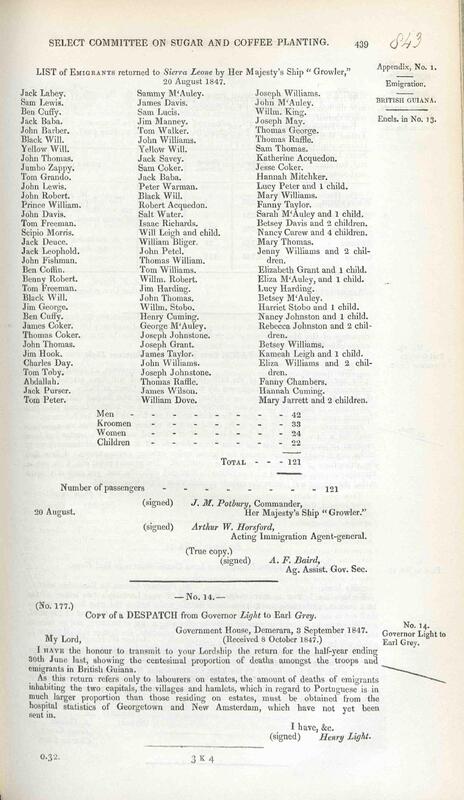 SELECT COMMITTEE ON SUGAR AND COFFEE PLANTING. 439 843
LIST of EMIGRANTS returned to Sierra Leone by Her Majesty's Ship "Growler,"
20 August 1847.
Appendix, No. 1.
Emigration.
BRITISH GUIANA.
Encls. in No. 13.
Jack Lahey.
Sam Lewis.
Ben Cuffy.
Jack Baba.
John Barber.
Black Will.
Yellow Will.
John Thomas.
Jumbo Zappy.
Tom Grando.
John Lewis.
John Robert.
Prince William.
John Davis.
Tom Freeman.
Scipio Morris.
Jack Deuce.
Jack Leophold.
John Fishman.
Ben Coffin.
Benny Robert.
Tom Freeman.
Black Will.
Jim George.
Ben Cuffy.
James Coker.
Thomas Coker.
John Thomas.
Jim Hook.
Charles Day.
Tom Toby.
Abdallah.
Jack Purser.
Tom Peter.
Sammy M'Auley.
James Davis.
Sam Lucis.
Jim Manney.
Tom Walker.
John Williams.
Yellow Will.
Jack Savey.
Sam Coker.
Jack Baba.
Peter Warman.
Black Will.
Robert Acquedon.
Salt Water.
Isaac Richards.
Will Leigh and child.
William Bliger.
John Petel.
Thomas William.
Tom Williams.
Willm. Robert.
Jim Harding.
John Thomas.
Willm. Stobo.
Henry Cuming.
George M'Auley.
Joseph Johnstone.
Joseph Grant.
James Taylor.
John Williams.
Joseph Johnstone.
Thomas Raffle.
James Wilson.
William Dove.
Joseph Williams.
John M'Auley.
Willm. King.
Joseph May.
Thomas George.
Thomas Raffle.
Sam Thomas.
Katherine Acquedon.
Jesse Coker.
Hannah Mitchker.
Lucy Peter and 1 child.
Mary Williams.
Fanny Taylor.
Sarah M'Auley and 1 child.
Betsey Davis and 2 children.
Nancy Carew and 4 children.
Mary Thomas.
Jenny Williams and 2 chil-
dren.
Elizabeth Grant and 1 child.
Eliza M'Auley, and 1 child.
Lucy Harding.
Betsey M'Auley.
Harriet Stobo and 1 child.
Nancy Johnston and 1 child.
Rebecca Johnston and 2 chil-
dren.
Betsey Williams.
Kameah Leigh and 1 child.
Eliza Williams and 2 chil-
dren.
Fanny Chambers.
Hannah Cuming.
Mary Jarrett and 2 children.
Men - - - - - - - - 42
Kroomen - - - - - - - 33
Women - - - - - - - 24
Children - - - - - - - 22
TOTAL - - - 121
Number of passengers - - - - - - - 121
(signed) J. M. Potbury, Commander,
20 August. Her Majesty's Ship "Growler."
(signed) Arthur W. Horsford,
Acting Immigration Agent-general.
(True copy.)
(signed) A. F. Baird,
Ag. Assist. Gov. Sec.
— No. 14.—
(No. 177.)
COPY of a DESPATCH from Governor Light to Earl Grey.
No. 14.
Governor Light to
Earl Grey.
Government House, Demerara, 3 September 1847.
My Lord, (Received 8 October 1847.)
I HAVE the honour to transmit to your Lordship the return for the half-year ending
30th June last, showing the centesimal proportion of deaths amongst the troops and
emigrants in British Guiana.
As this return refers only to labourers on estates, the amount of deaths of emigrants
inhabiting the two capitals, the villages and hamlets, which in regard to Portuguese is in
much larger proportion than those residing on estates, must be obtained from the
hospital statistics of Georgetown and New Amsterdam, which have not yet been
sent in.
I have, &c.
(signed) Henry Light.
0.32. 3 K 4